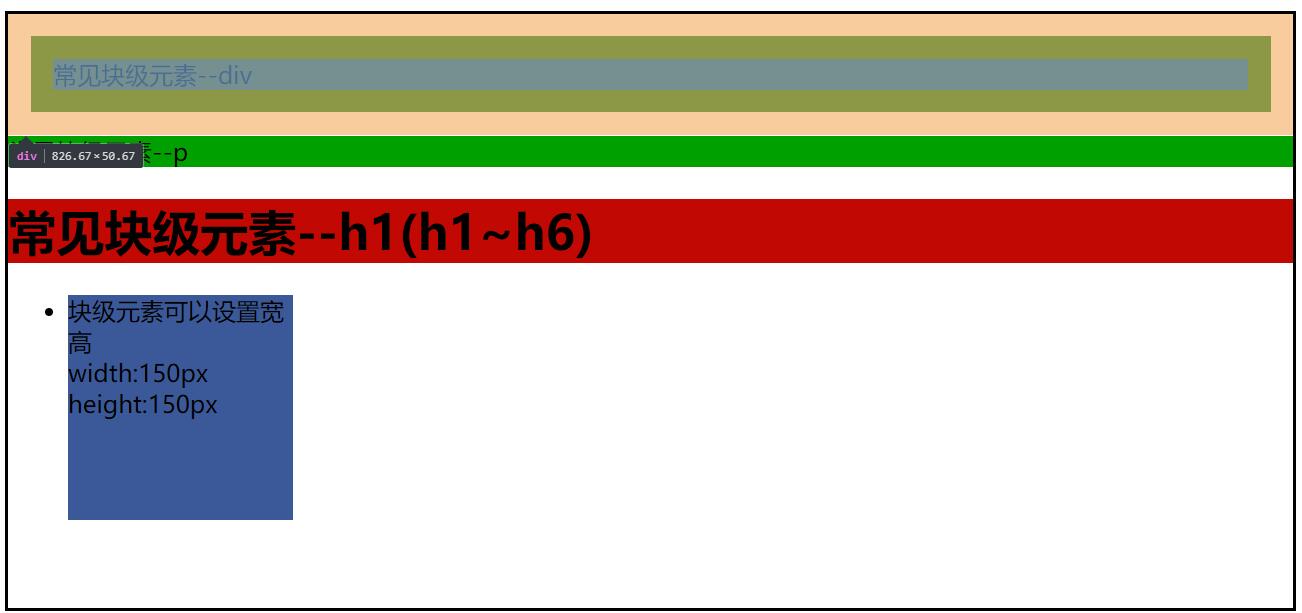 常见块级元素--div
素--p
div 826.67×50.67
常见块级元素--h1(h1~h6)
块级元素可以设置宽
高
width:150px
height:150px